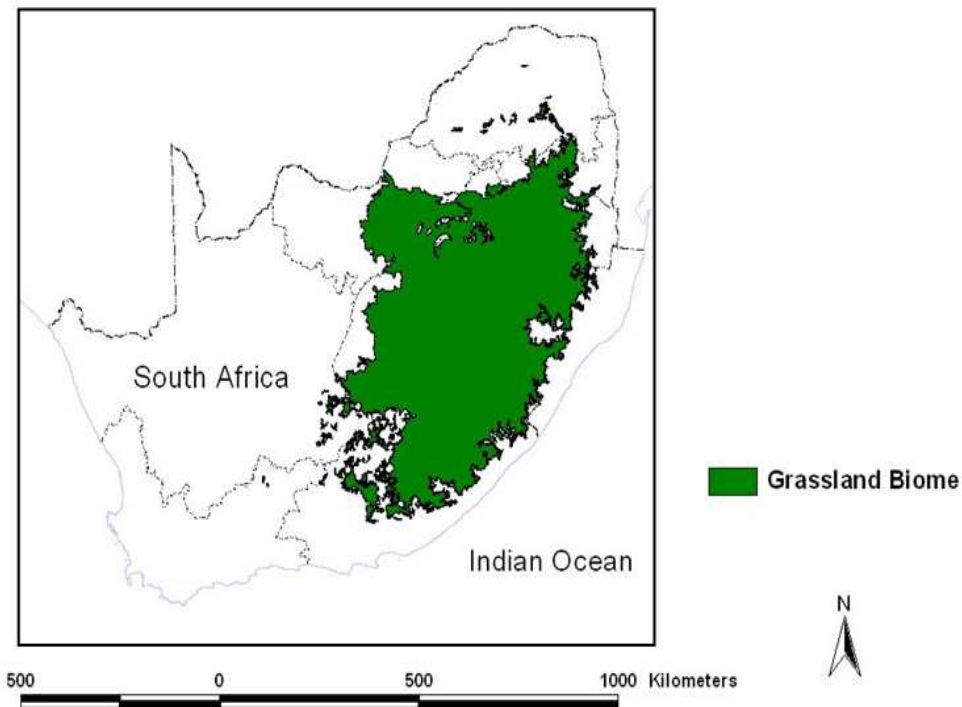 South Africa
Grassland Biome
Indian Ocean
N
500 0 500 1000 Kilometers